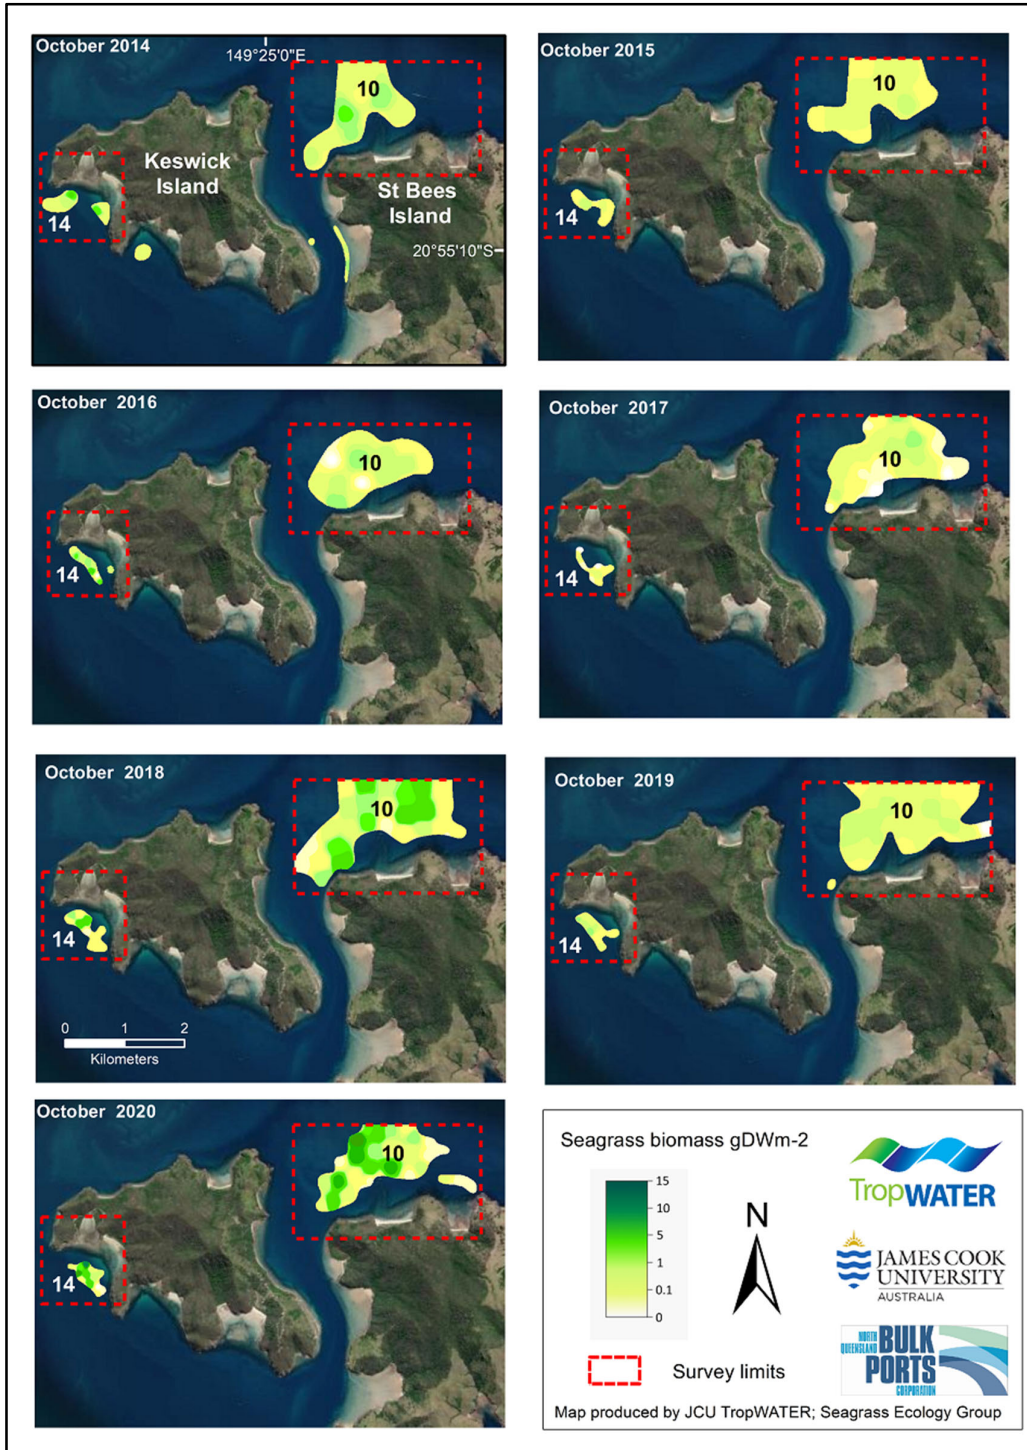 October 2014
149°25'0"E
10
Keswick
Island
St Bees
Island
14
20°55'10"S
October 2015
10
14
October 2016
10
14
October 2017
10
14
October 2018
10
14
0 1 2
Kilometers
October 2019
10
14
October 2020
10
14
Seagrass biomass gDWm-2
15
10
5
1
0.1
0
N
Survey limits
TropWATER
JAMES COOK
UNIVERSITY
AUSTRALIA
NORTH
QUEENSLAND
BULK
PORTS
CORPORATION
Map produced by JCU TropWATER; Seagrass Ecology Group